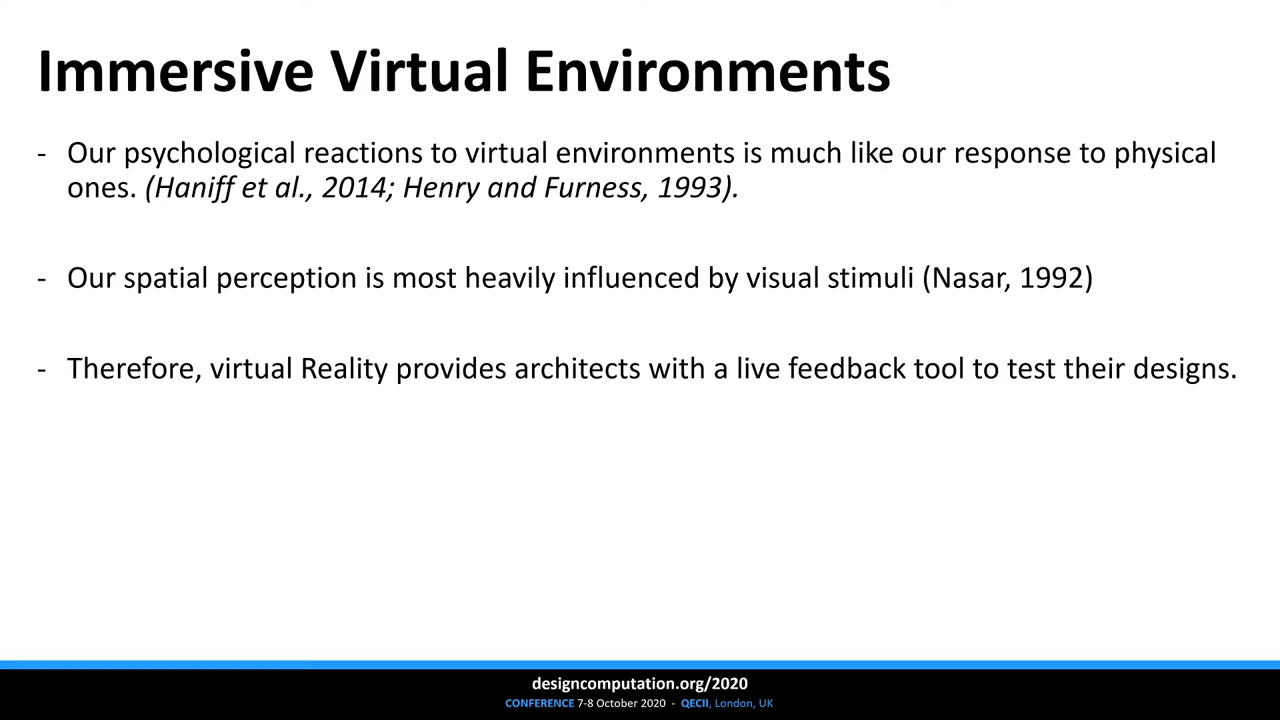 Immersive Virtual Environments
- Our psychological reactions to virtual environments is much like our response to physical
ones. (Haniff et al., 2014; Henry and Furness, 1993).
- Our spatial perception is most heavily influenced by visual stimuli (Nasar, 1992)
- Therefore, virtual Reality provides architects with a live feedback tool to test their designs.
designcomputation.org/2020
CONFERENCE 7-8 October 2020 - QECII, London, UK